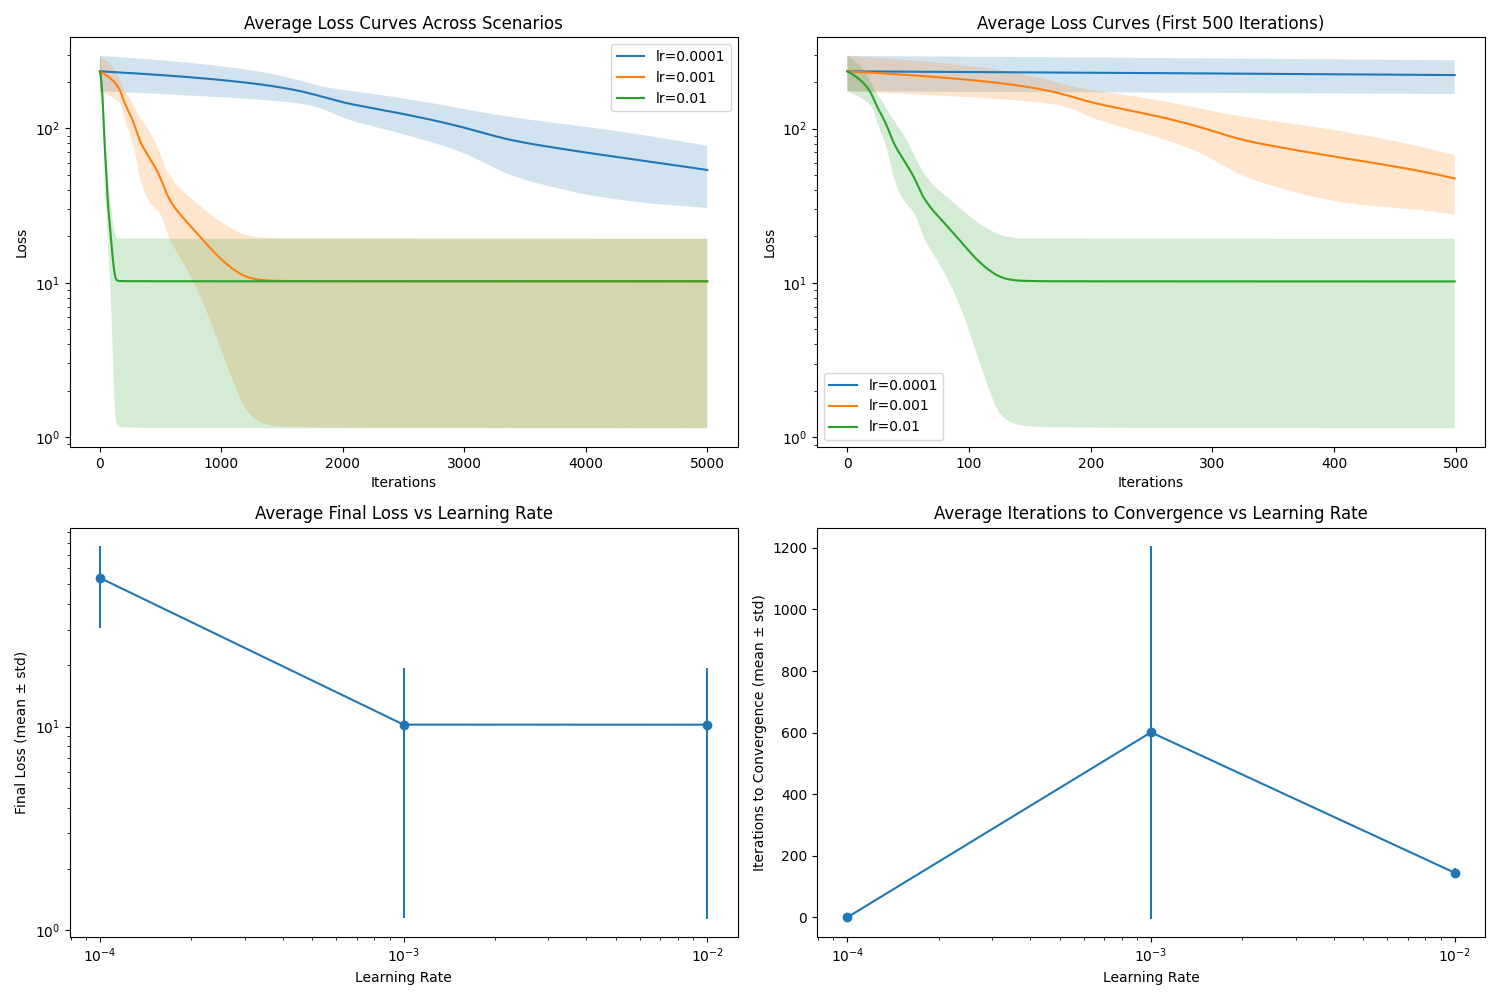 Average Loss Curves Across Scenarios
Loss
10²
10¹
10⁰
lr=0.0001
lr=0.001
lr=0.01
0 1000 2000 3000 4000 5000
Iterations
Average Loss Curves (First 500 Iterations)
Loss
10²
10¹
10⁰
lr=0.0001
lr=0.001
lr=0.01
0 100 200 300 400 500
Iterations
Average Final Loss vs Learning Rate
Final Loss (mean ± std)
10¹
10⁰
10⁻⁴ 10⁻³ 10⁻²
Learning Rate
Average Iterations to Convergence vs Learning Rate
Iterations to Convergence (mean ± std)
1200
1000
800
600
400
200
0
10⁻⁴ 10⁻³ 10⁻²
Learning Rate